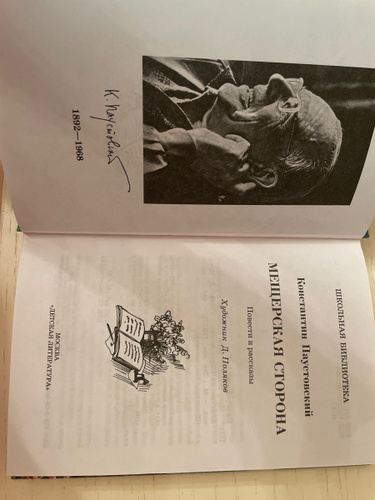 К. Паустовский
1892—1968
ШКОЛЬНАЯ БИБЛИОТЕКА
Константин Паустовский
МЕЩЕРСКАЯ СТОРОНА
Повести и рассказы
Художник Д. Поляков
МОСКВА
«ДЕТСКАЯ ЛИТЕРАТУРА»